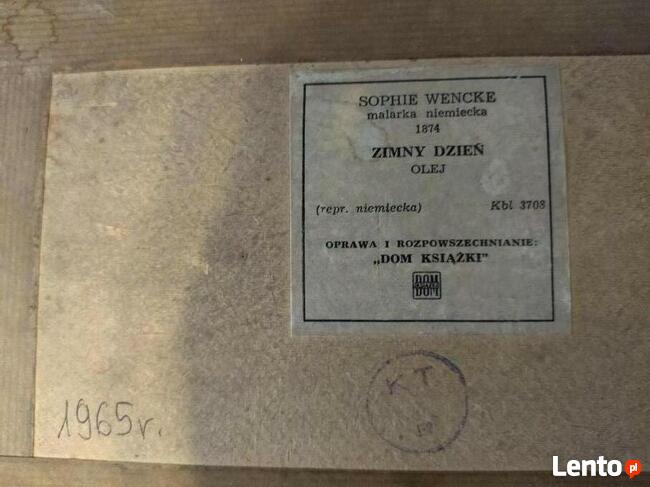 SOPHIE WENCKE
malarka niemiecka
1874
ZIMNY DZIEŃ
OLEJ
(repr. niemiecka) Kbl 3708
OPRAWA I ROZPOWSZECHNIANIE:
„DOM KSIĄŻKI"
DOM
DOM
K T
1965 r.
Lento.pl